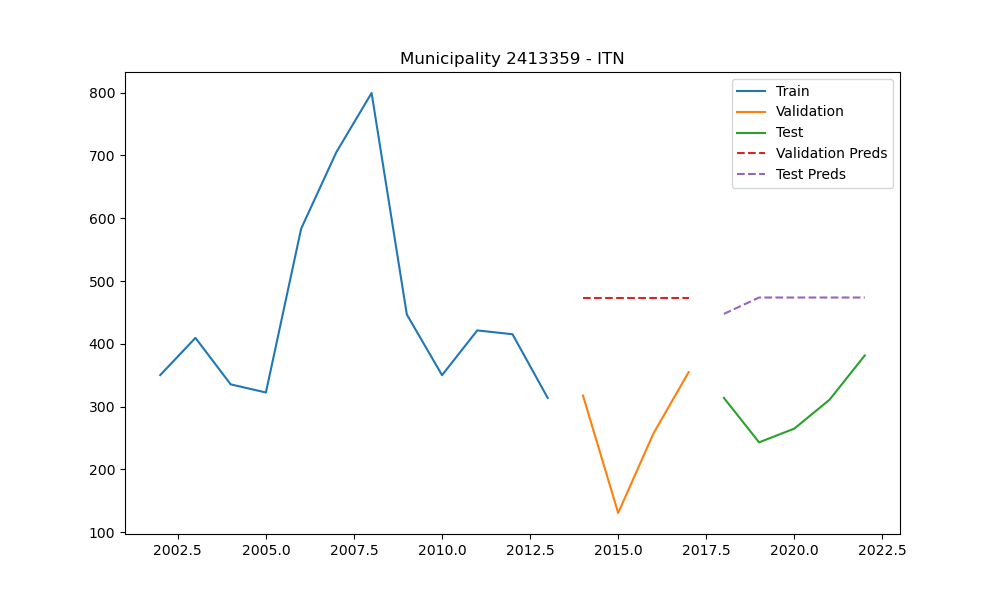 Municipality 2413359 - ITN
800
700
600
500
400
300
200
100
2002.5
2005.0
2007.5
2010.0
2012.5
2015.0
2017.5
2020.0
2022.5
Train
Validation
Test
Validation Preds
Test Preds